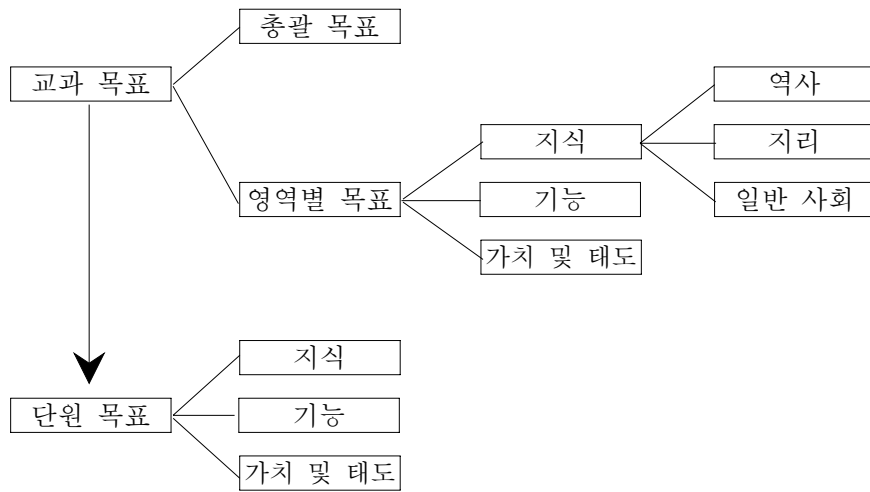 총괄 목표
교과 목표
역사
지식
지리
영역별 목표
기능
일반 사회
가치 및 태도
지식
단원 목표
기능
가치 및 태도